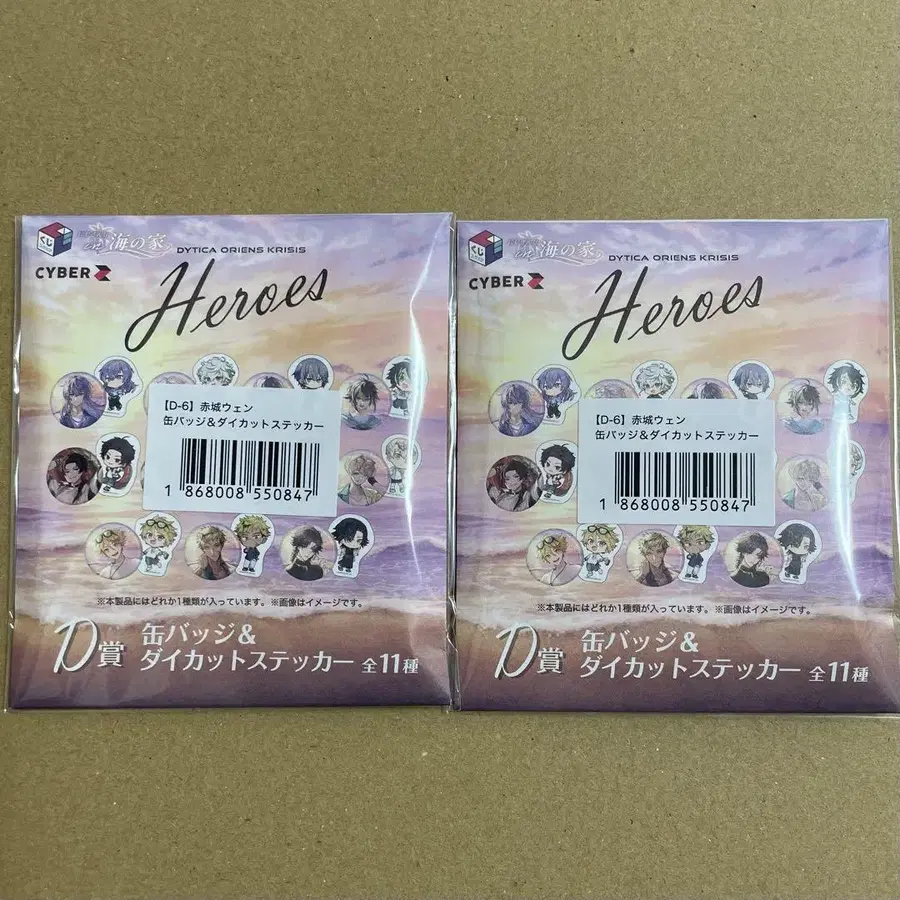 くじ
海の家
DYTICA ORIENS KRISIS
CYBER Z
Heroes
【D-6】赤城ウェン
缶バッジ&ダイカットステッカー
1 868008 550847
※本製品にはどれか1種類が入っています。※画像はイメージです。
D賞 缶バッジ&
ダイカットステッカー 全11種
くじ
海の家
DYTICA ORIENS KRISIS
CYBER Z
Heroes
【D-6】赤城ウェン
缶バッジ&ダイカットステッカー
1 868008 550847
※本製品にはどれか1種類が入っています。※画像はイメージです。
D賞 缶バッジ&
ダイカットステッカー 全11種